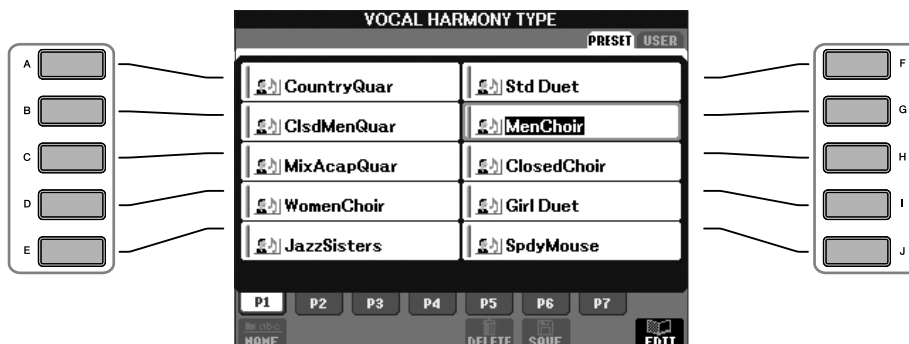 VOCAL HARMONY TYPE
PRESET USER
A CountryQuar Std Duet F
B ClsdMenQuar MenChoir G
C MixAcapQuar ClosedChoir H
D WomenChoir Girl Duet I
E JazzSisters SpdyMouse J
P1 P2 P3 P4 P5 P6 P7
abc
NAME DELETE SAVE EDIT